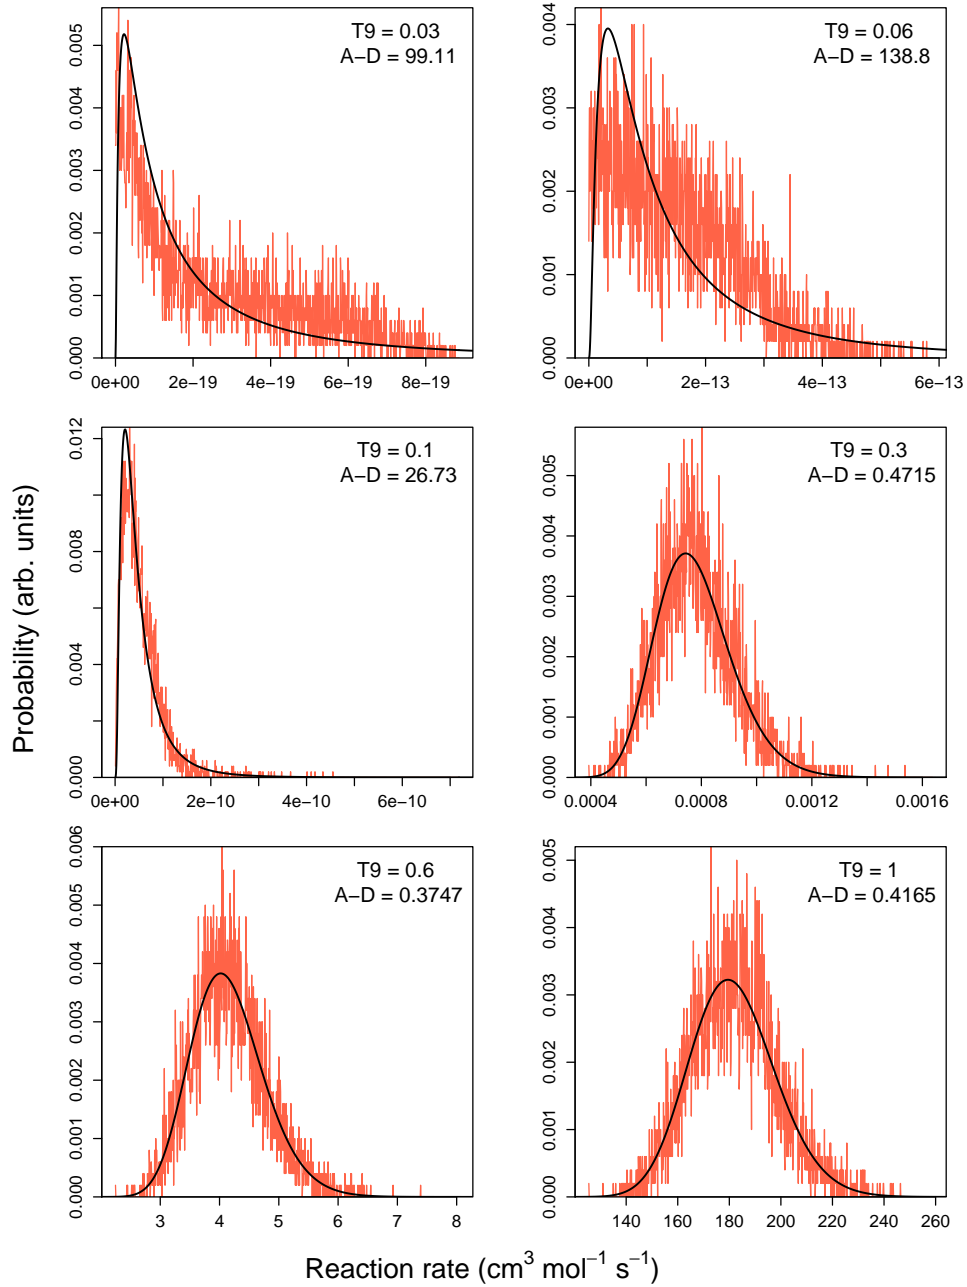 T9 = 0.03
A−D = 99.11
0.000 0.001 0.002 0.003 0.004 0.005
0e+00 2e−19 4e−19 6e−19 8e−19
T9 = 0.06
A−D = 138.8
0.000 0.001 0.002 0.003 0.004
0e+00 2e−13 4e−13 6e−13
T9 = 0.1
A−D = 26.73
0.000 0.004 0.008 0.012
0e+00 2e−10 4e−10 6e−10
T9 = 0.3
A−D = 0.4715
0.000 0.001 0.002 0.003 0.004 0.005
0.0004 0.0008 0.0012 0.0016
T9 = 0.6
A−D = 0.3747
0.000 0.001 0.002 0.003 0.004 0.005 0.006
3 4 5 6 7 8
T9 = 1
A−D = 0.4165
0.000 0.001 0.002 0.003 0.004 0.005
140 160 180 200 220 240 260
Probability (arb. units)
Reaction rate (cm³ mol⁻¹ s⁻¹)